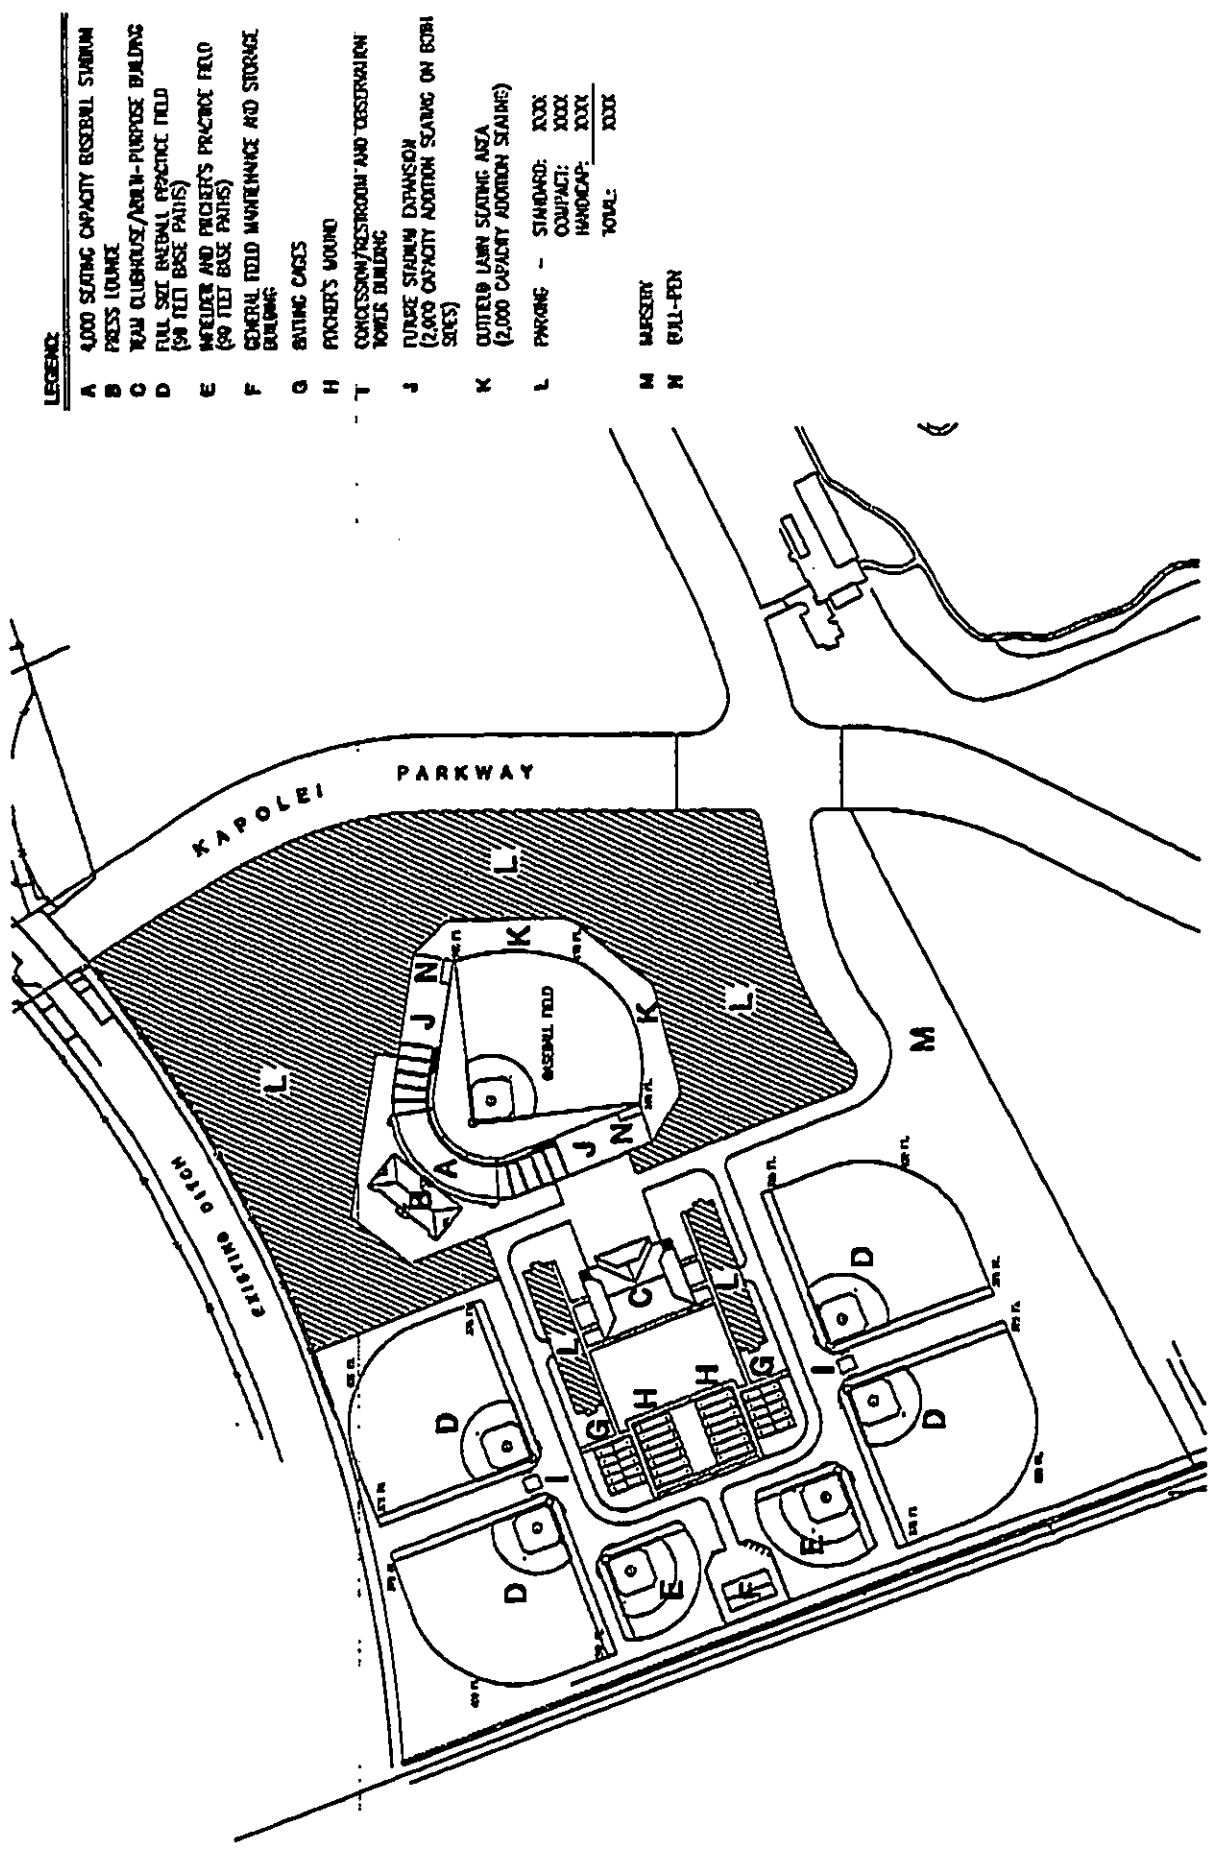 LEGEND:
A 4,000 SEATING CAPACITY BASEBALL STADIUM
B PRESS LOUNGE
C TEAM CLUBHOUSE/MULTI-PURPOSE BUILDING
D FULL SIZE BASEBALL PRACTICE FIELD
(90 FEET BASE PATHS)
E INFIELDER AND PITCHER'S PRACTICE FIELD
(90 FEET BASE PATHS)
F GENERAL FIELD MAINTENANCE AND STORAGE
BUILDING
G BATTING CAGES
H PITCHER'S MOUND
I CONCESSION/RESTROOM AND OBSERVATION
TOWER BUILDING
J FUTURE STADIUM EXPANSION
(2,000 CAPACITY ADDITION SEATING ON BOTH
SIDES)
K OUTFIELD LAWN SEATING AREA
(2,000 CAPACITY ADDITION SEATING)
L PARKING - STANDARD: XXXX
COMPACT: XXXX
HANDICAP: XXXX
TOTAL: XXXX
M NURSERY
N BULL-PEN
KAPOLEI PARKWAY
EXISTING DITCH
BASEBALL FIELD
L
L
L
K
K
N
J
A
B
J
N
M
C
L
L
D
D
D
D
I
I
G
G
H
H
E
E
F